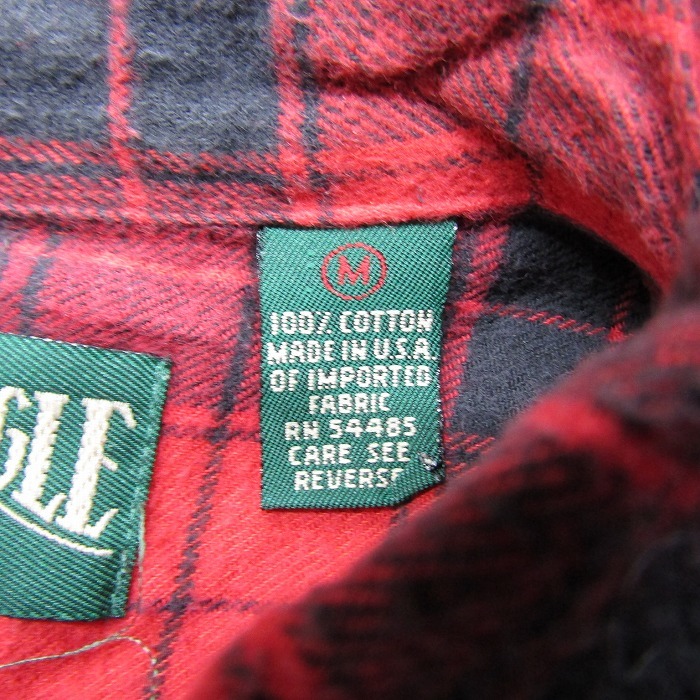 M
100% COTTON
MADE IN U.S.A.
OF IMPORTED
FABRIC
RN 54485
CARE SEE
REVERSE
GLE